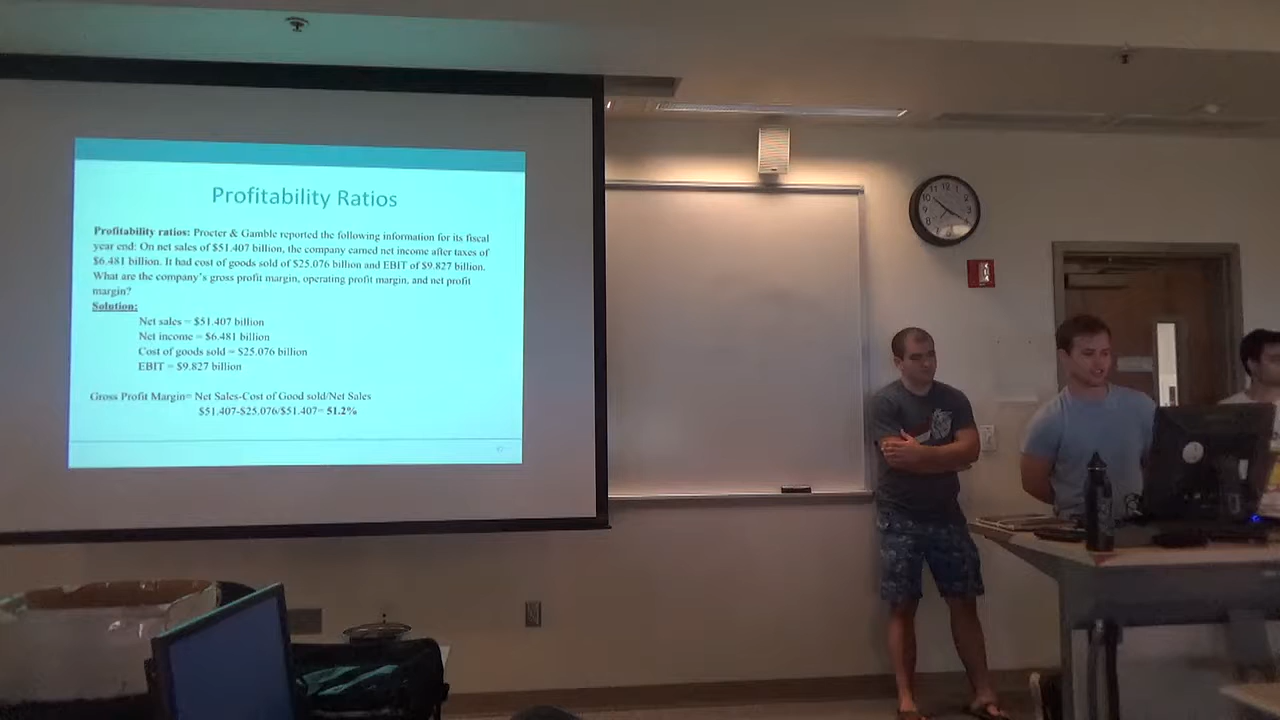 Profitability Ratios
Profitability ratios: Procter & Gamble reported the following information for its fiscal
year end: On net sales of $51.407 billion, the company earned net income after taxes of
$6.481 billion. It had cost of goods sold of $25.076 billion and EBIT of $9.827 billion.
What are the company's gross profit margin, operating profit margin, and net profit
margin?
Solution:
Net sales = $51.407 billion
Net income = $6.481 billion
Cost of goods sold = $25.076 billion
EBIT = $9.827 billion
Gross Profit Margin= Net Sales-Cost of Good sold/Net Sales
$51.407-$25.076/$51.407= 51.2%